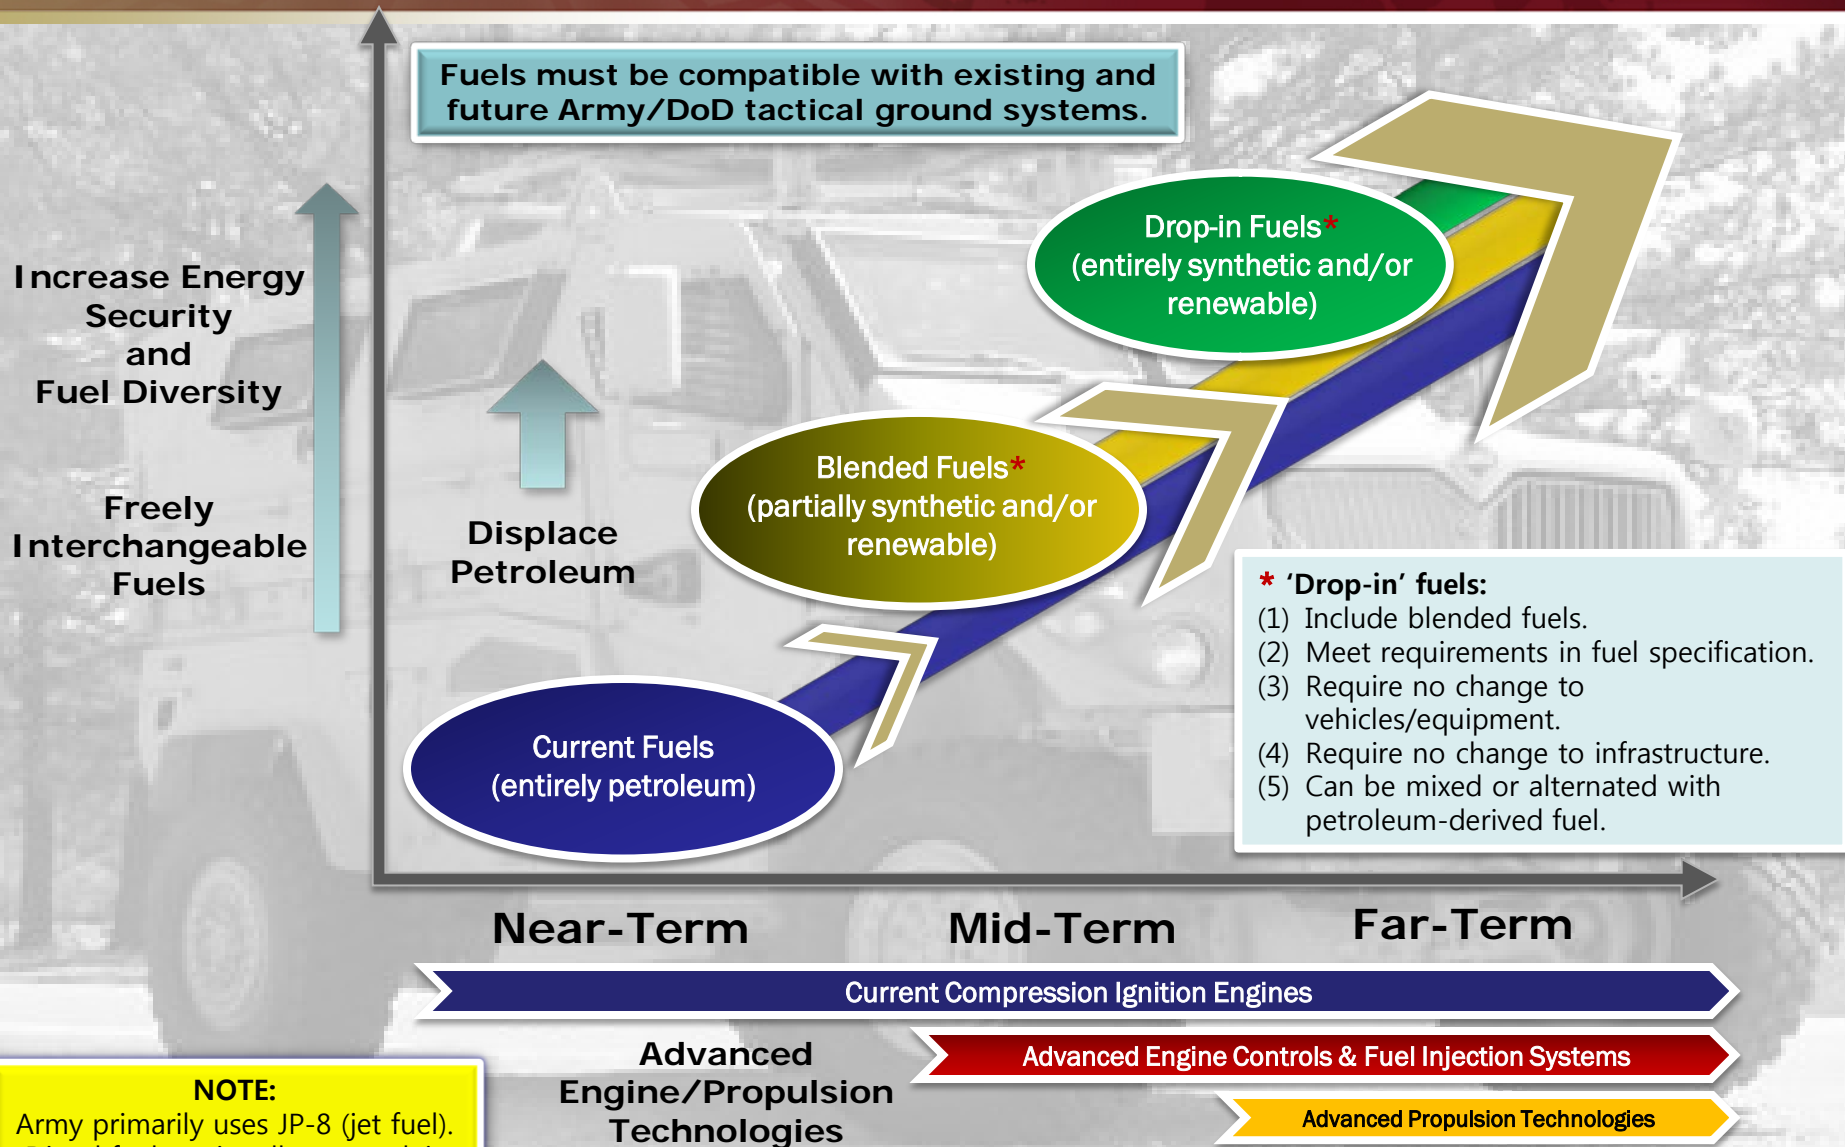 Fuels must be compatible with existing and
future Army/DoD tactical ground systems.
Increase Energy
Security
and
Fuel Diversity
Freely
Interchangeable
Fuels
Displace
Petroleum
Drop-in Fuels*
(entirely synthetic and/or
renewable)
Blended Fuels*
(partially synthetic and/or
renewable)
Current Fuels
(entirely petroleum)
* ‘Drop-in’ fuels:
(1) Include blended fuels.
(2) Meet requirements in fuel specification.
(3) Require no change to
vehicles/equipment.
(4) Require no change to infrastructure.
(5) Can be mixed or alternated with
petroleum-derived fuel.
Near-Term
Mid-Term
Far-Term
Current Compression Ignition Engines
Advanced
Engine/Propulsion
Technologies
Advanced Engine Controls & Fuel Injection Systems
Advanced Propulsion Technologies
NOTE:
Army primarily uses JP-8 (jet fuel).